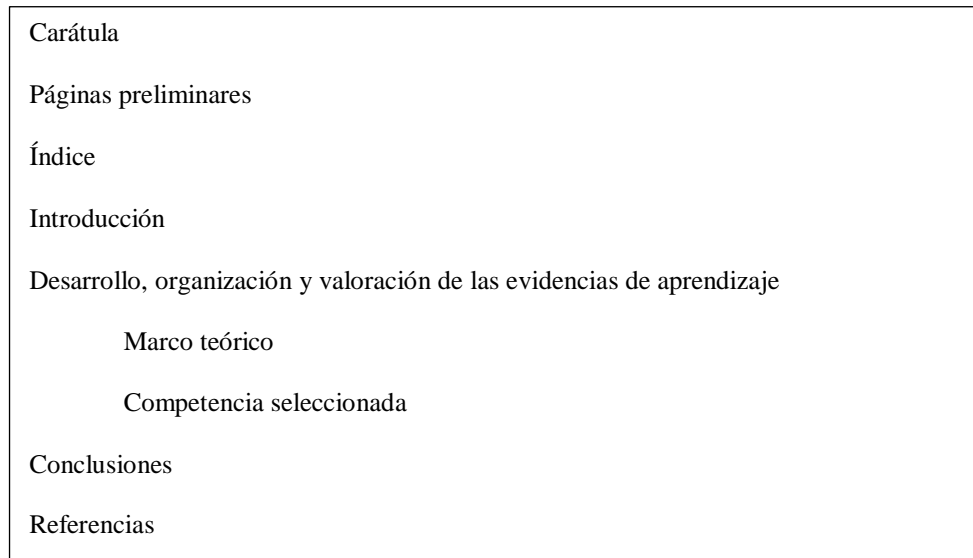 Carátula
Páginas preliminares
Índice
Introducción
Desarrollo, organización y valoración de las evidencias de aprendizaje
Marco teórico
Competencia seleccionada
Conclusiones
Referencias